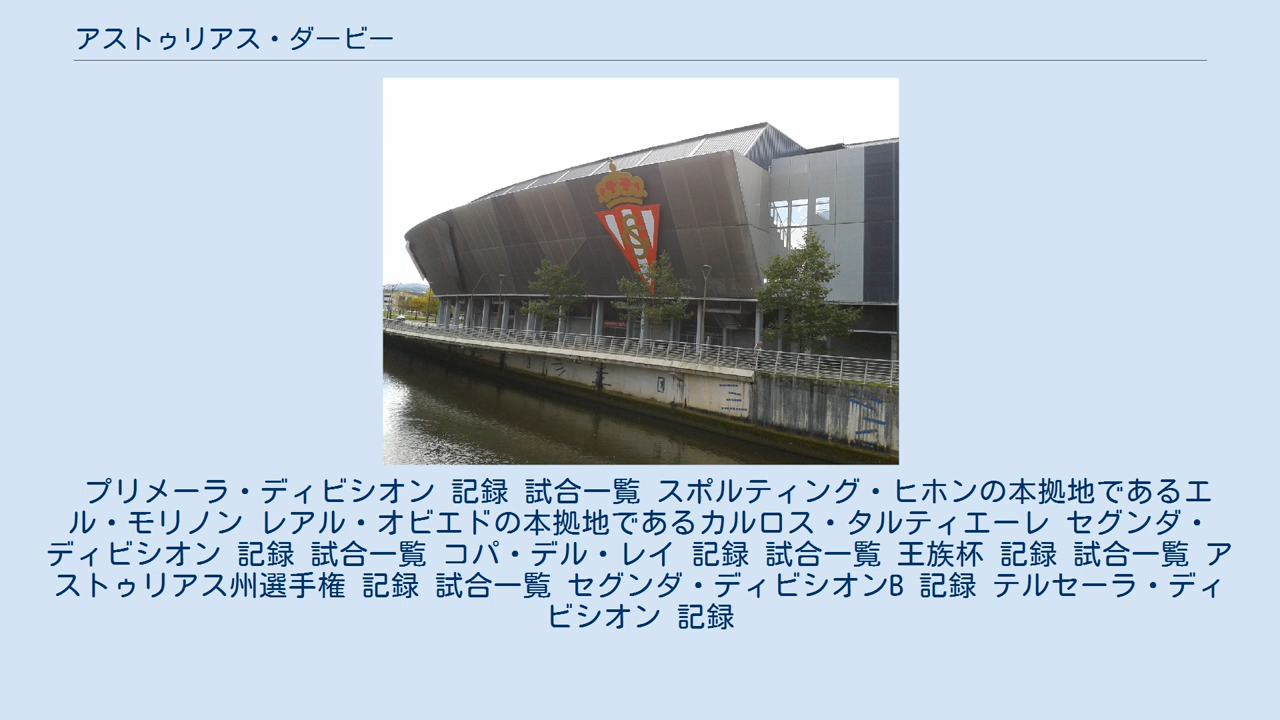 アストゥリアス・ダービー
プリメーラ・ディビシオン 記録 試合一覧 スポルティング・ヒホンの本拠地であるエ
ル・モリノン レアル・オビエドの本拠地であるカルロス・タルティエーレ セグンダ・
ディビシオン 記録 試合一覧 コパ・デル・レイ 記録 試合一覧 王族杯 記録 試合一覧 ア
ストゥリアス州選手権 記録 試合一覧 セグンダ・ディビシオンB 記録 テルセーラ・ディ
ビシオン 記録